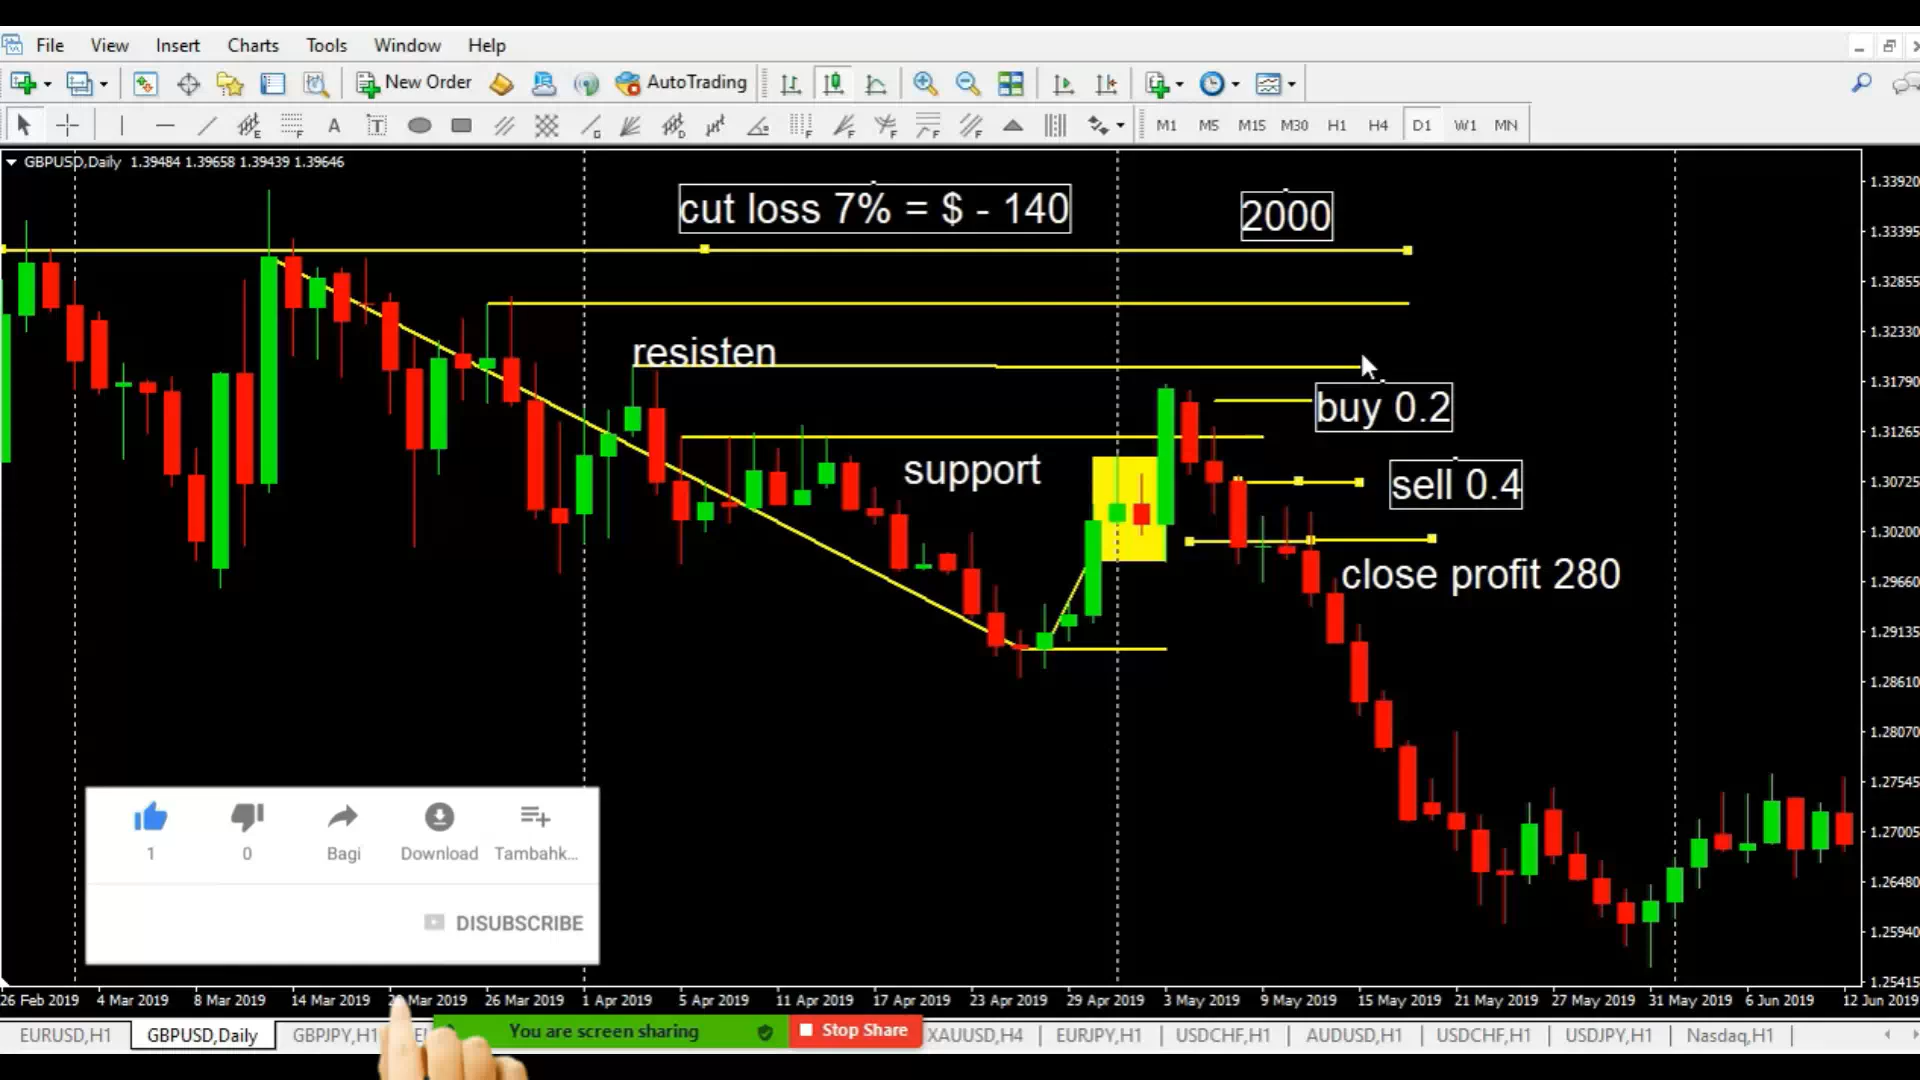 File View Insert Charts Tools Window Help
New Order AutoTrading
A T M1 M5 M15 M30 H1 H4 D1 W1 MN
GBPUSD,Daily 1.39484 1.39658 1.39439 1.39646
cut loss 7% = $ - 140
2000
resisten
buy 0.2
support
sell 0.4
close profit 280
1.33920
1.33395
1.32855
1.32330
1.31790
1.31265
1.30725
1.30200
1.29660
1.29135
1.28610
1.28070
1.27545
1.27005
1.26480
1.25940
1.25415
1 0 Bagi Download Tambahk...
DISUBSCRIBE
26 Feb 2019 4 Mar 2019 8 Mar 2019 14 Mar 2019 Mar 2019 26 Mar 2019 1 Apr 2019 5 Apr 2019 11 Apr 2019 17 Apr 2019 23 Apr 2019 29 Apr 2019 3 May 2019 9 May 2019 15 May 2019 21 May 2019 27 May 2019 31 May 2019 6 Jun 2019 12 Jun 2019
EURUSD,H1 GBPUSD,Daily GBPJPY,H1 You are screen sharing Stop Share XAUUSD,H4 EURJPY,H1 USDCHF,H1 AUDUSD,H1 USDCHF,H1 USDJPY,H1 Nasdaq,H1